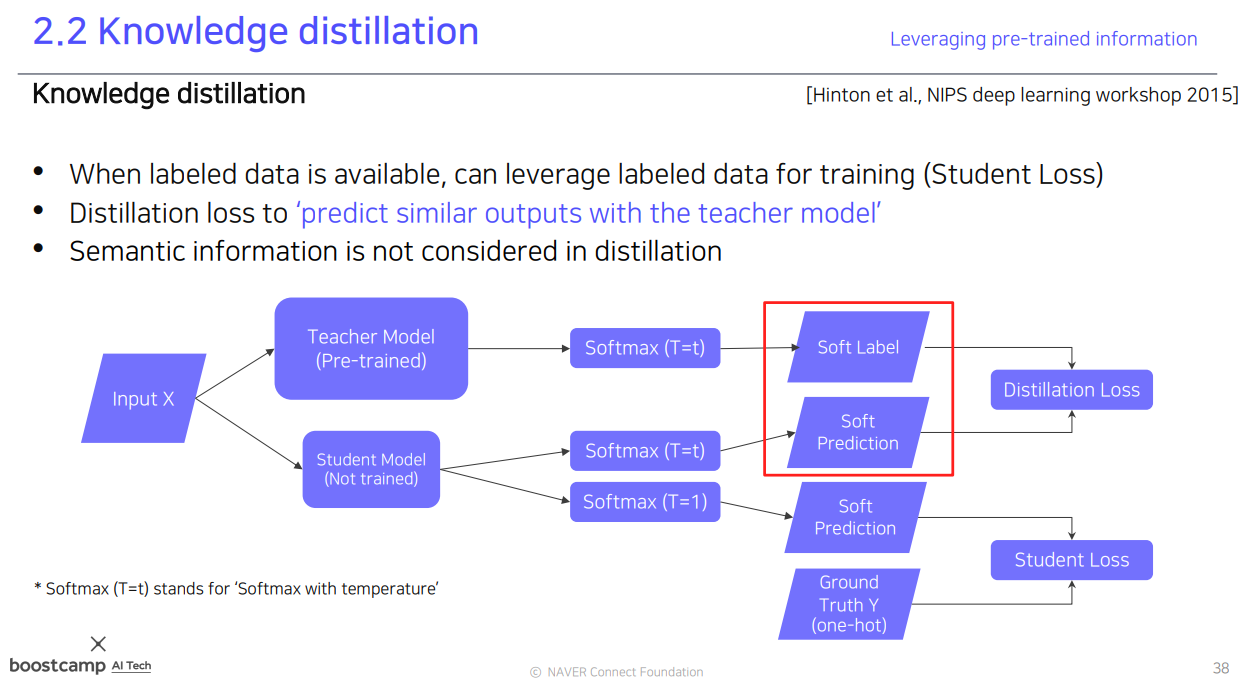 2.2 Knowledge distillation
Leveraging pre-trained information
Knowledge distillation
[Hinton et al., NIPS deep learning workshop 2015]
• When labeled data is available, can leverage labeled data for training (Student Loss)
• Distillation loss to ‘predict similar outputs with the teacher model’
• Semantic information is not considered in distillation
Input X
Teacher Model
(Pre-trained)
Softmax (T=t)
Soft Label
Distillation Loss
Student Model
(Not trained)
Softmax (T=t)
Soft
Prediction
Softmax (T=1)
Soft
Prediction
Student Loss
Ground
Truth Y
(one-hot)
* Softmax (T=t) stands for ‘Softmax with temperature’
boostcamp AI Tech
© NAVER Connect Foundation
38